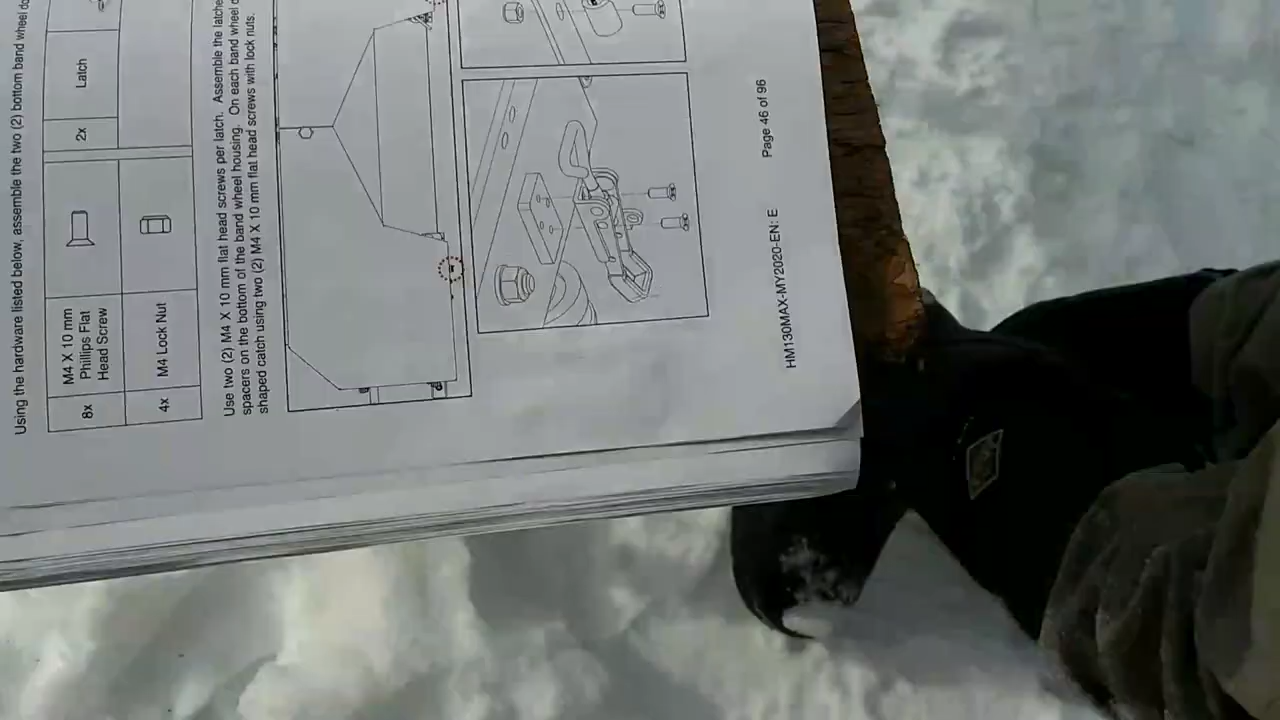 Using the hardware listed below, assemble the two (2) bottom band wheel
8x
M4 X 10 mm
Philips Flat
Head Screw
2x
Latch
4x
M4 Lock Nut
Use two (2) M4 X 10 mm flat head screws per latch. Assemble the latches
spacers on the bottom of the band wheel housing. On each band wheel
shaped catch using two (2) M4 X 10 mm flat head screws with lock nuts.
HM130MAX-MY2020-EN: E
Page 46 of 96